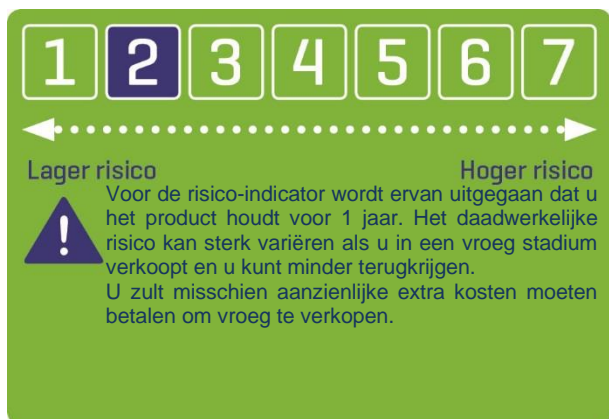 1 2 3 4 5 6 7
Lager risico Hoger risico
Voor de risico-indicator wordt ervan uitgegaan dat u
het product houdt voor 1 jaar. Het daadwerkelijke
risico kan sterk variëren als u in een vroeg stadium
verkoopt en u kunt minder terugkrijgen.
U zult misschien aanzienlijke extra kosten moeten
betalen om vroeg te verkopen.